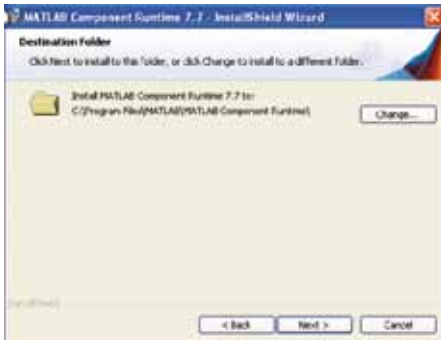 MATLAB Component Runtime 7.7 - InstallShield Wizard
Destination Folder
Click Next to install to this folder, or click Change to install to a different folder.
Install MATLAB Component Runtime 7.7 to:
C:\Program Files\MATLAB\MATLAB Component Runtime\
Change...
InstallShield
< Back
Next >
Cancel